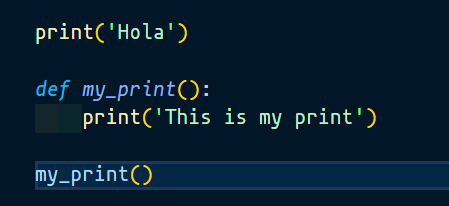 print('Hola')
def my_print():
    print('This is my print')
my_print()